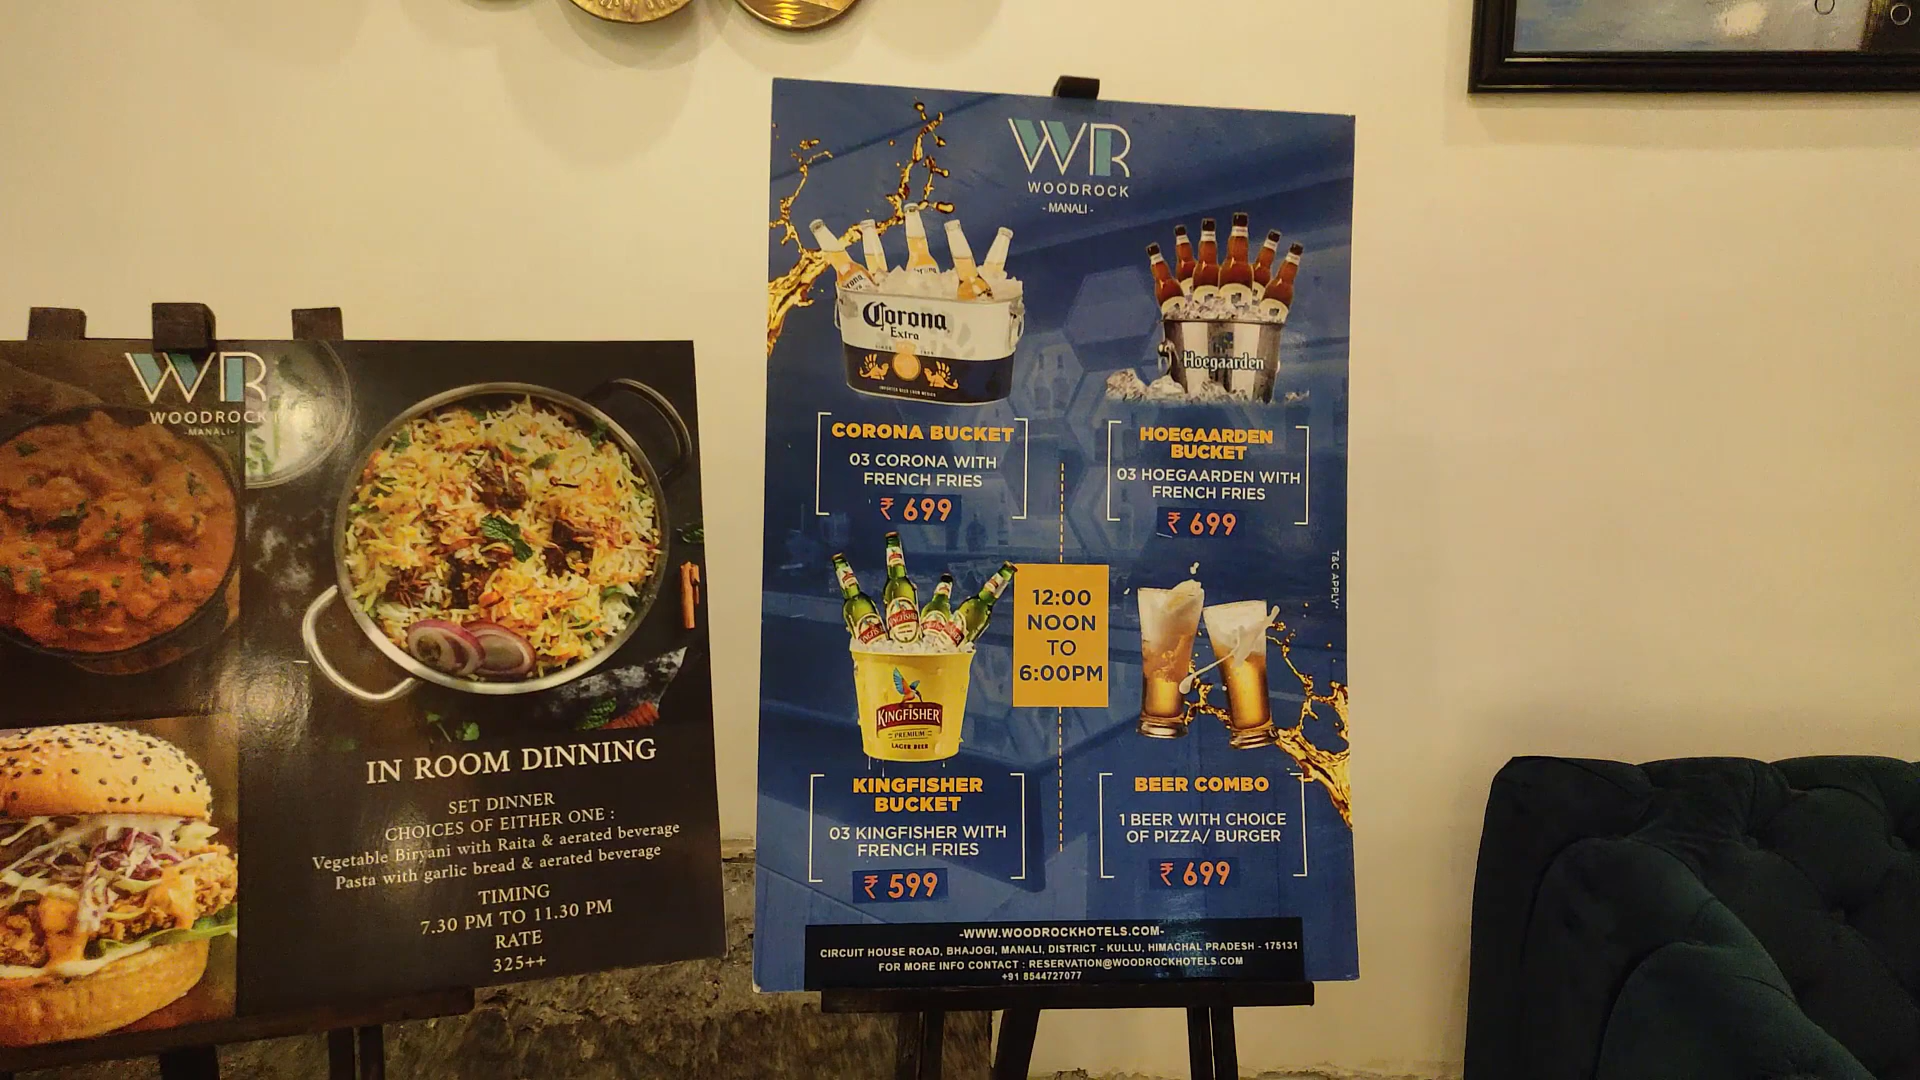 WR
WOODROCK
-MANALI-
IN ROOM DINNING
SET DINNER
CHOICES OF EITHER ONE :
Vegetable Biryani with Raita & aerated beverage
Pasta with garlic bread & aerated beverage
TIMING
7.30 PM TO 11.30 PM
RATE
325++
WR
WOODROCK
- MANALI -
Corona
Extra
Hoegaarden
CORONA BUCKET
03 CORONA WITH
FRENCH FRIES
₹ 699
HOEGAARDEN
BUCKET
03 HOEGAARDEN WITH
FRENCH FRIES
₹ 699
T&C APPLY*
12:00
NOON
TO
6:00PM
KINGFISHER
PREMIUM
LAGER BEER
KINGFISHER
BUCKET
03 KINGFISHER WITH
FRENCH FRIES
₹ 599
BEER COMBO
1 BEER WITH CHOICE
OF PIZZA/ BURGER
₹ 699
-WWW.WOODROCKHOTELS.COM-
CIRCUIT HOUSE ROAD, BHAJOGI, MANALI, DISTRICT - KULLU, HIMACHAL PRADESH - 175131
FOR MORE INFO CONTACT : RESERVATION@WOODROCKHOTELS.COM
+91 8544727077